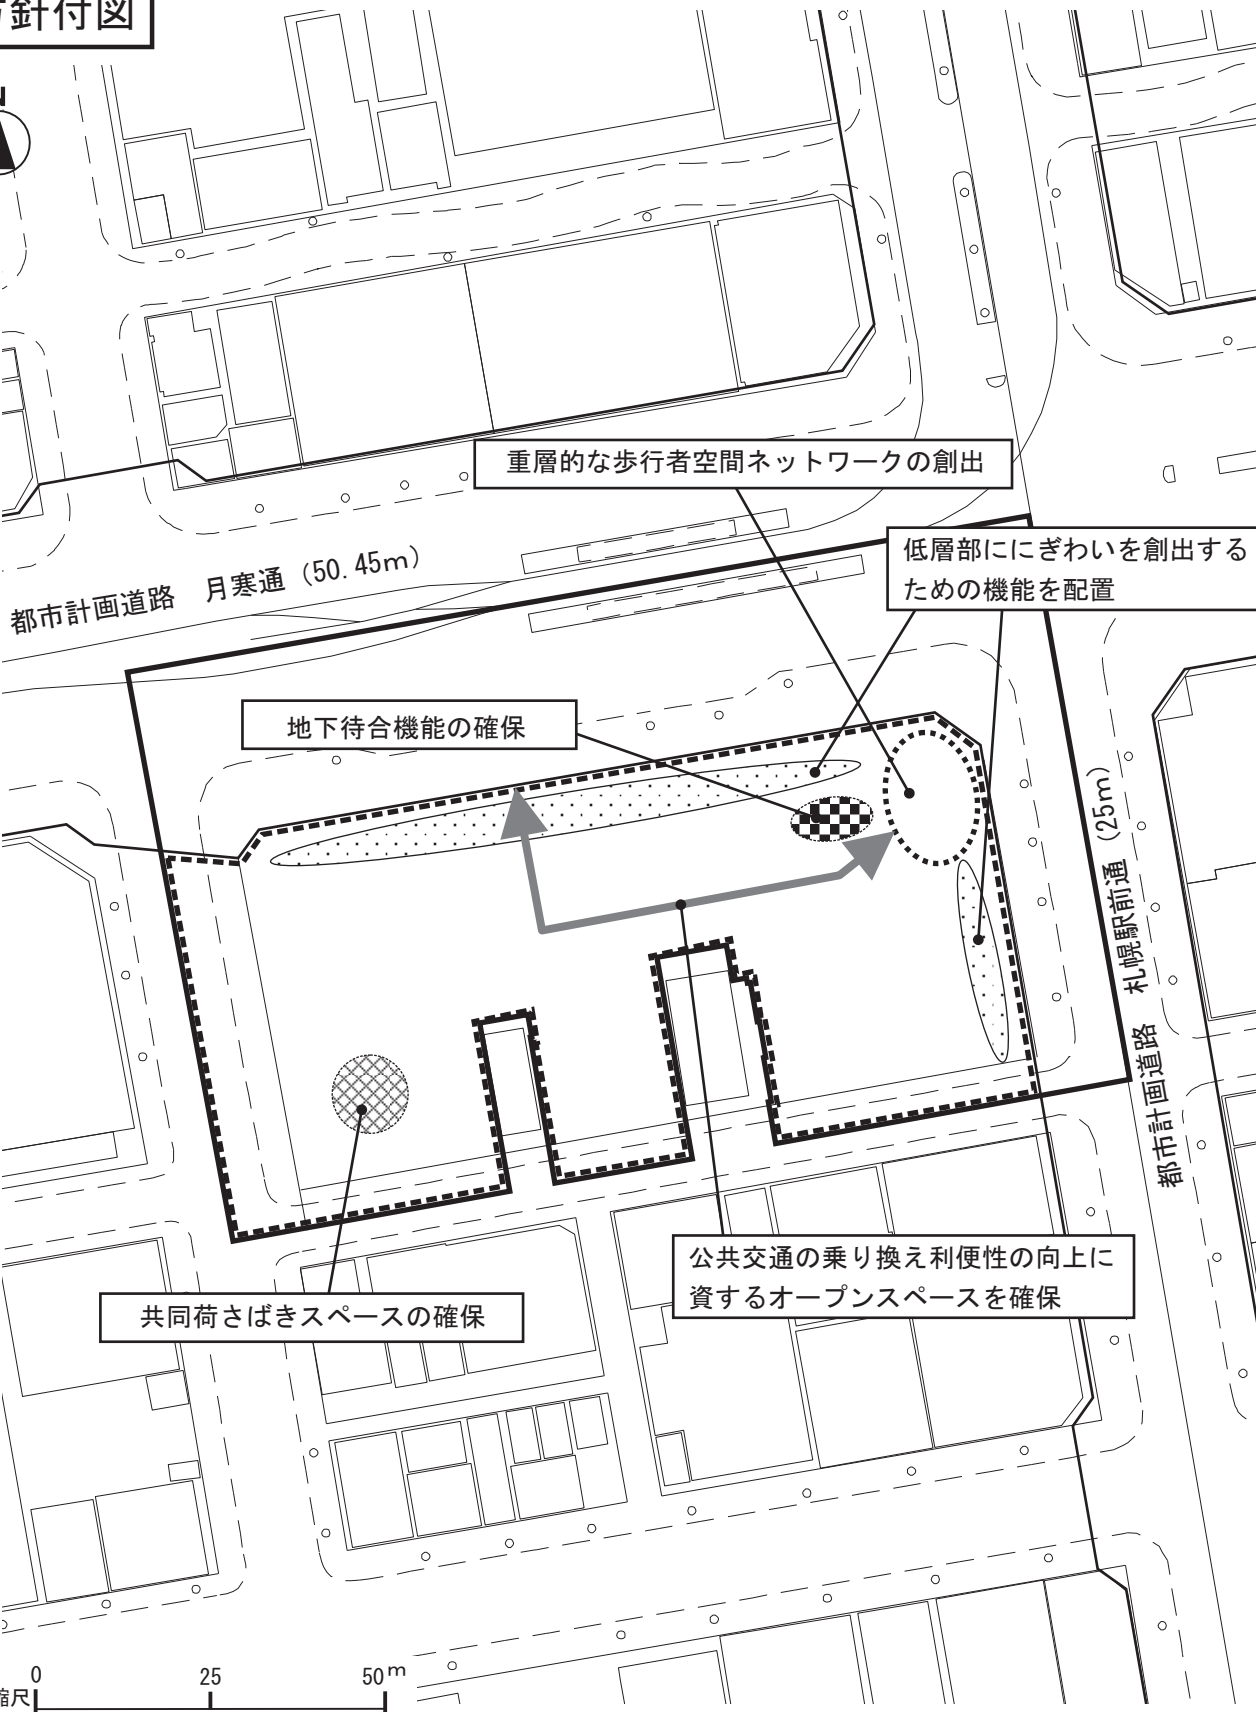 針付図
N
重層的な歩行者空間ネットワークの創出
低層部ににぎわいを創出する
ための機能を配置
都市計画道路　月寒通（50.45m）
地下待合機能の確保
都市計画道路　札幌駅前通（25m）
公共交通の乗り換え利便性の向上に
資するオープンスペースを確保
共同荷さばきスペースの確保
0 25 50m
縮尺